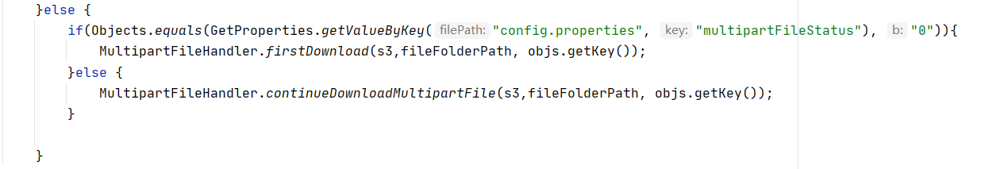 }else {
if(Objects.equals(GetProperties.getValueByKey( filePath: "config.properties", key: "multipartFileStatus"), b: "0")){
MultipartFileHandler.firstDownload(s3,fileFolderPath, objs.getKey());
}else {
MultipartFileHandler.continueDownloadMultipartFile(s3,fileFolderPath, objs.getKey());
}
}